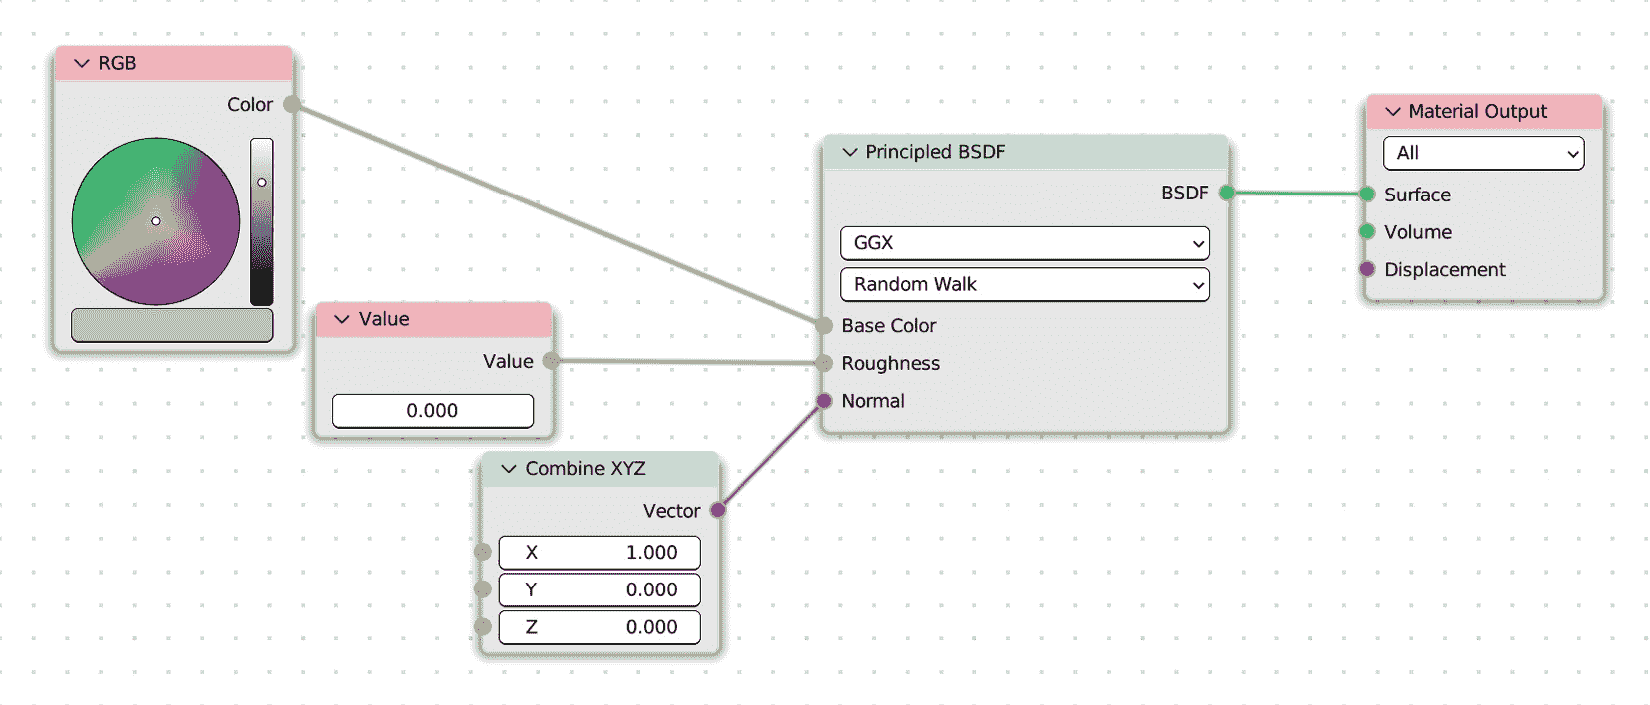 RGB
Color
Value
Value
0.000
Combine XYZ
Vector
X 1.000
Y 0.000
Z 0.000
Principled BSDF
BSDF
GGX
Random Walk
Base Color
Roughness
Normal
Material Output
All
Surface
Volume
Displacement